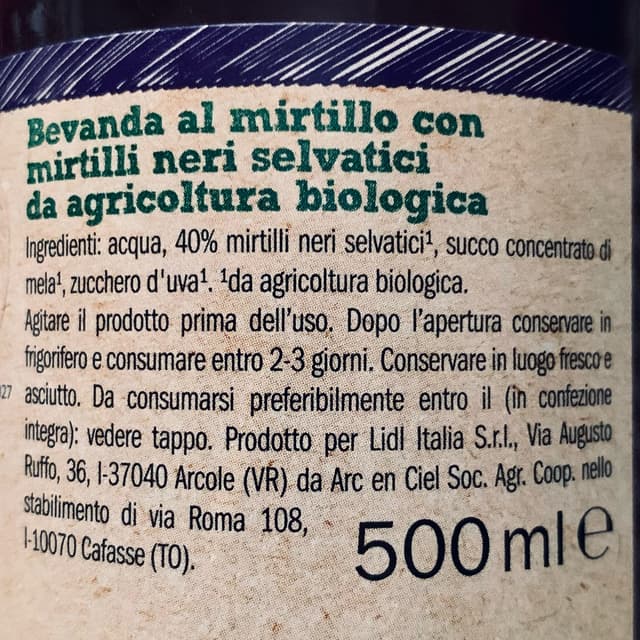 Bevanda al mirtillo con
mirtilli neri selvatici
da agricoltura biologica
Ingredienti: acqua, 40% mirtilli neri selvatici¹, succo concentrato di
mela¹, zucchero d'uva¹. ¹da agricoltura biologica.
Agitare il prodotto prima dell'uso. Dopo l'apertura conservare in
frigorifero e consumare entro 2-3 giorni. Conservare in luogo fresco e
asciutto. Da consumarsi preferibilmente entro il (in confezione
integra): vedere tappo. Prodotto per Lidl Italia S.r.l., Via Augusto
Ruffo, 36, I-37040 Arcole (VR) da Arc en Ciel Soc. Agr. Coop. nello
stabilimento di via Roma 108,
I-10070 Cafasse (TO).
500 ml e